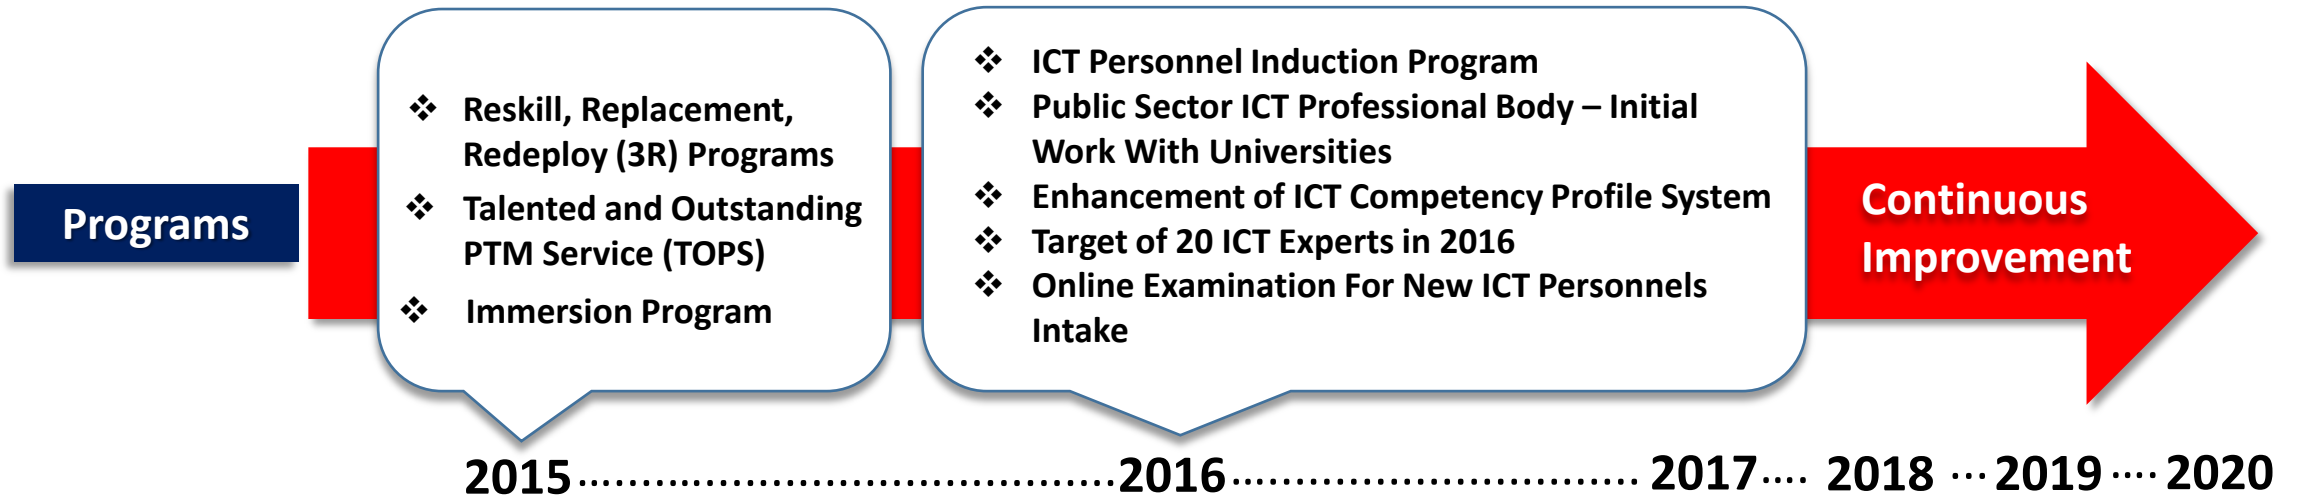 Programs
❖ Reskill, Replacement,
Redeploy (3R) Programs
❖ Talented and Outstanding
PTM Service (TOPS)
❖ Immersion Program
❖ ICT Personnel Induction Program
❖ Public Sector ICT Professional Body – Initial
Work With Universities
❖ Enhancement of ICT Competency Profile System
❖ Target of 20 ICT Experts in 2016
❖ Online Examination For New ICT Personnels
Intake
Continuous
Improvement
2015 2016 2017 2018 2019 2020